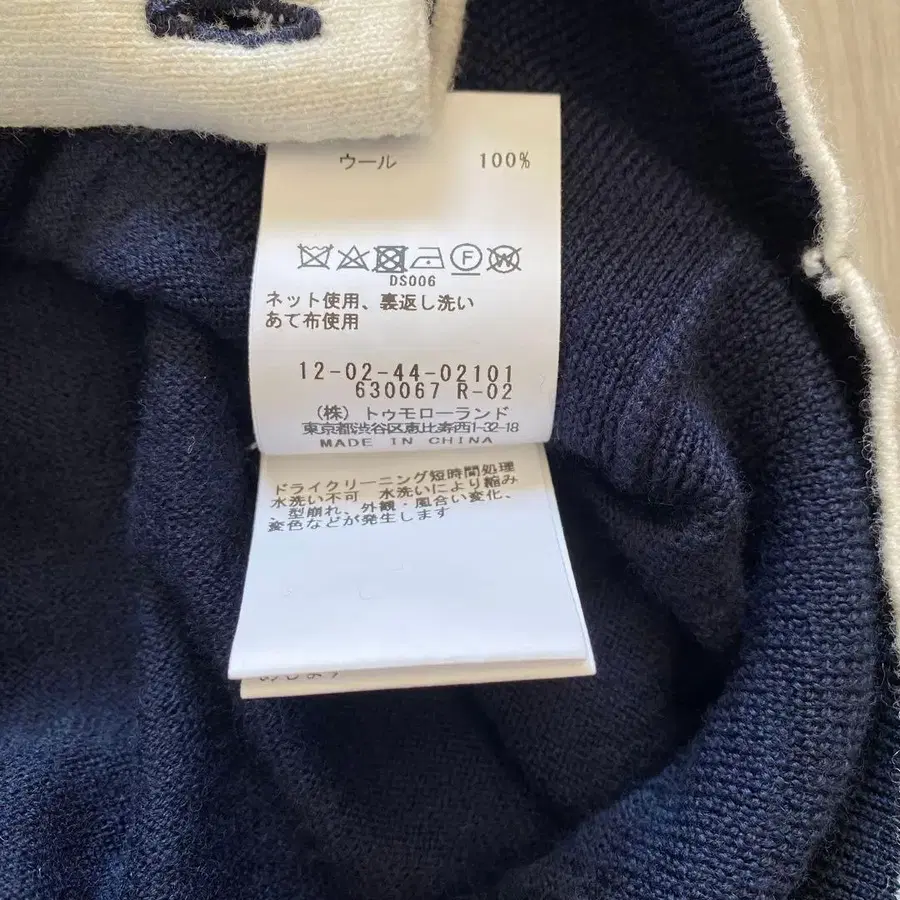 ウール 100%
F W
DS006
ネット使用、裏返し洗い
あて布使用
12-02-44-02101
630067 R-02
(株)トゥモローランド
東京都渋谷区恵比寿西1-32-18
MADE IN CHINA
ドライクリーニング短時間処理
水洗い不可 水洗いにより縮み
、型崩れ、外観・風合い変化、
変色などが発生します